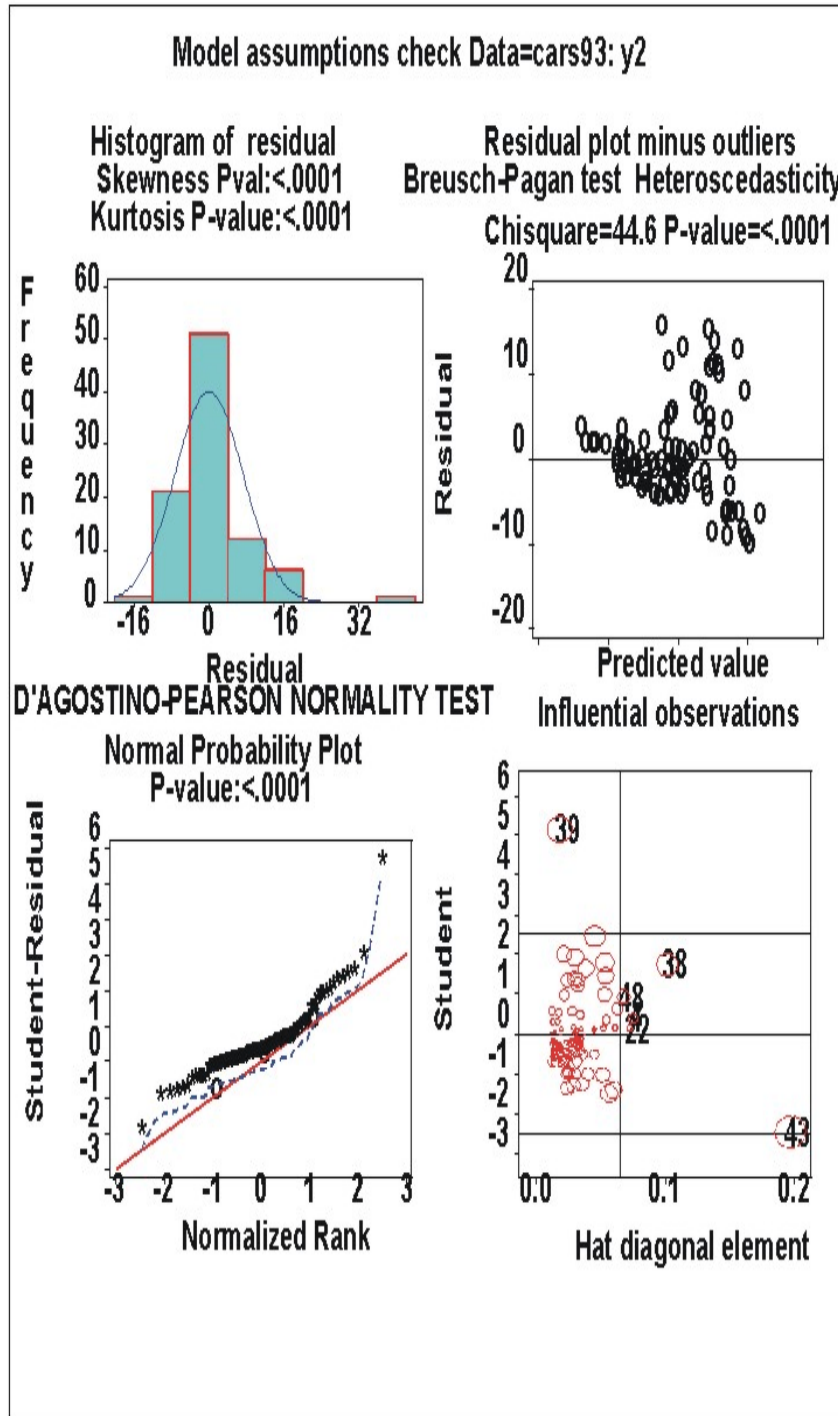 Model assumptions check Data=cars93: y2
Histogram of residual
Skewness Pval:<.0001
Kurtosis P-value:<.0001
Frequency
60
50
40
30
20
10
0
-16 0 16 32
Residual
Residual plot minus outliers
Breusch-Pagan test Heteroscedasticity
Chisquare=44.6 P-value=<.0001
Residual
20
10
0
-10
-20
Predicted value
D'AGOSTINO-PEARSON NORMALITY TEST
Normal Probability Plot
P-value:<.0001
Student-Residual
6
5
4
3
2
1
0
-1
-2
-3
-3 -2 -1 0 1 2 3
Normalized Rank
Influential observations
Student
6
5
4
3
2
1
0
-1
-2
-3
39
38
48
22
43
0.0 0.1 0.2
Hat diagonal element